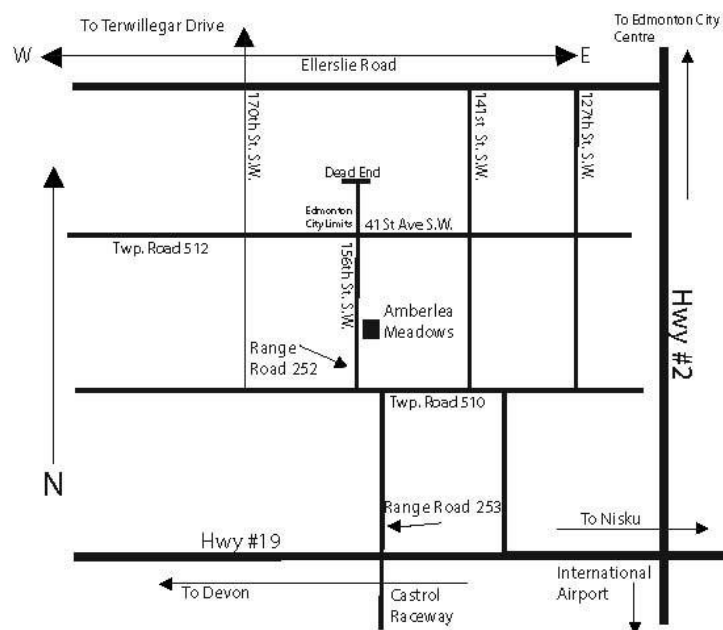 To Edmonton City
Centre
To Terwillegar Drive
W
E
Ellerslie Road
170th St. S.W.
141st St. S.W.
127th St. S.W.
Dead End
Edmonton
City Limits
41 St Ave S.W.
Twp. Road 512
156th St. S.W.
Amberlea
Meadows
Hwy #2
Range
Road 252
Twp. Road 510
N
Range Road 253
To Nisku
Hwy #19
To Devon
Castrol
Raceway
International
Airport